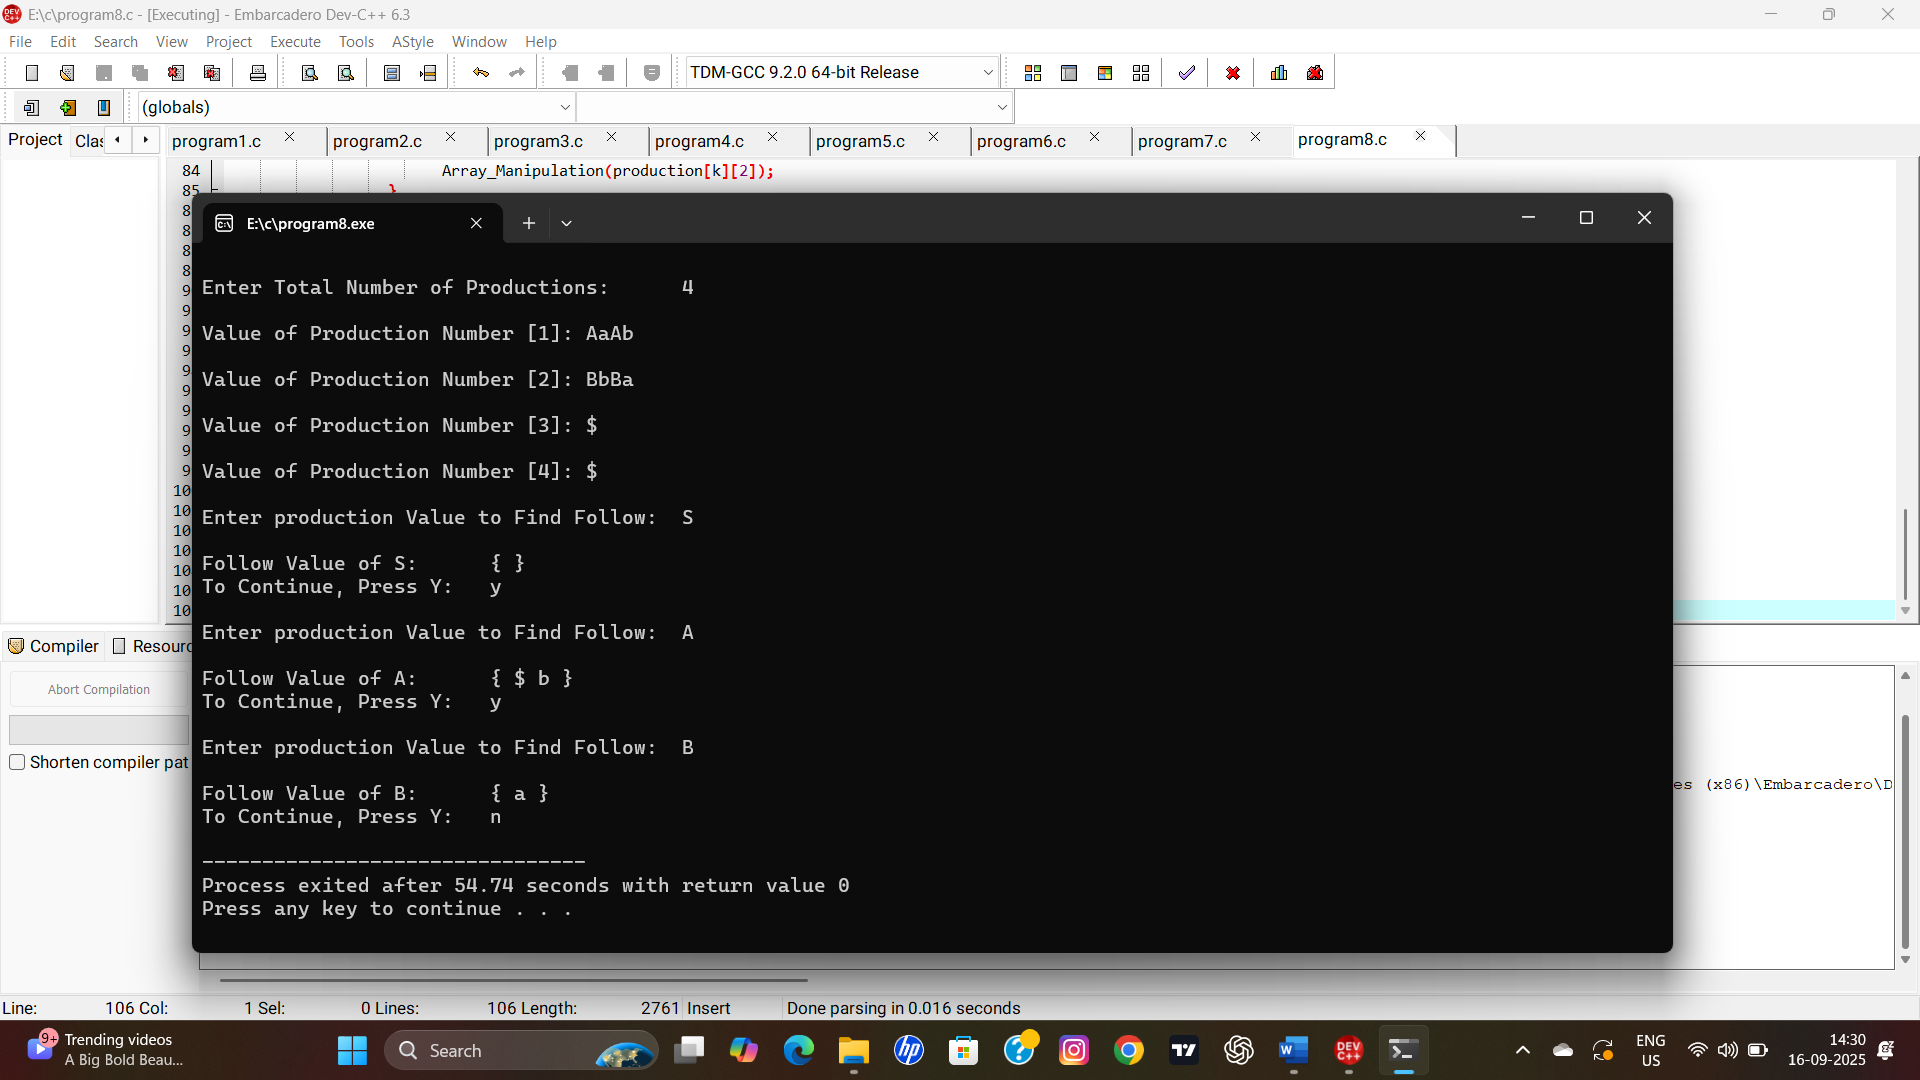 E:\c\program8.c - [Executing] - Embarcadero Dev-C++ 6.3
File Edit Search View Project Execute Tools AStyle Window Help
TDM-GCC 9.2.0 64-bit Release
(globals)
Project Clas program1.c program2.c program3.c program4.c program5.c program6.c program7.c program8.c
84 Array_Manipulation(production[k][2]);
85 }
E:\c\program8.exe
Enter Total Number of Productions: 4
Value of Production Number [1]: AaAb
Value of Production Number [2]: BbBa
Value of Production Number [3]: $
Value of Production Number [4]: $
Enter production Value to Find Follow: S
Follow Value of S: { }
To Continue, Press Y: y
Enter production Value to Find Follow: A
Follow Value of A: { $ b }
To Continue, Press Y: y
Enter production Value to Find Follow: B
Follow Value of B: { a }
To Continue, Press Y: n
--------------------------------
Process exited after 54.74 seconds with return value 0
Press any key to continue . . .
Compiler Resourc
Abort Compilation
Shorten compiler pat
es (x86)\Embarcadero\D
Line: 106 Col: 1 Sel: 0 Lines: 106 Length: 2761 Insert Done parsing in 0.016 seconds
9+ Trending videos
A Big Bold Beau...
Search
ENG
US
14:30
16-09-2025